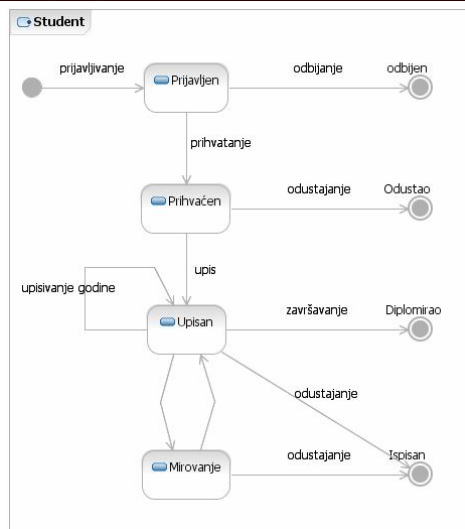 Student
prijavljivanje
Prijavljen
odbijanje
odbijen
prihvatanje
Prihvaćen
odustajanje
Odustao
upis
upisivanje godine
Upisan
završavanje
Diplomirao
odustajanje
Mirovanje
odustajanje
Ispisan